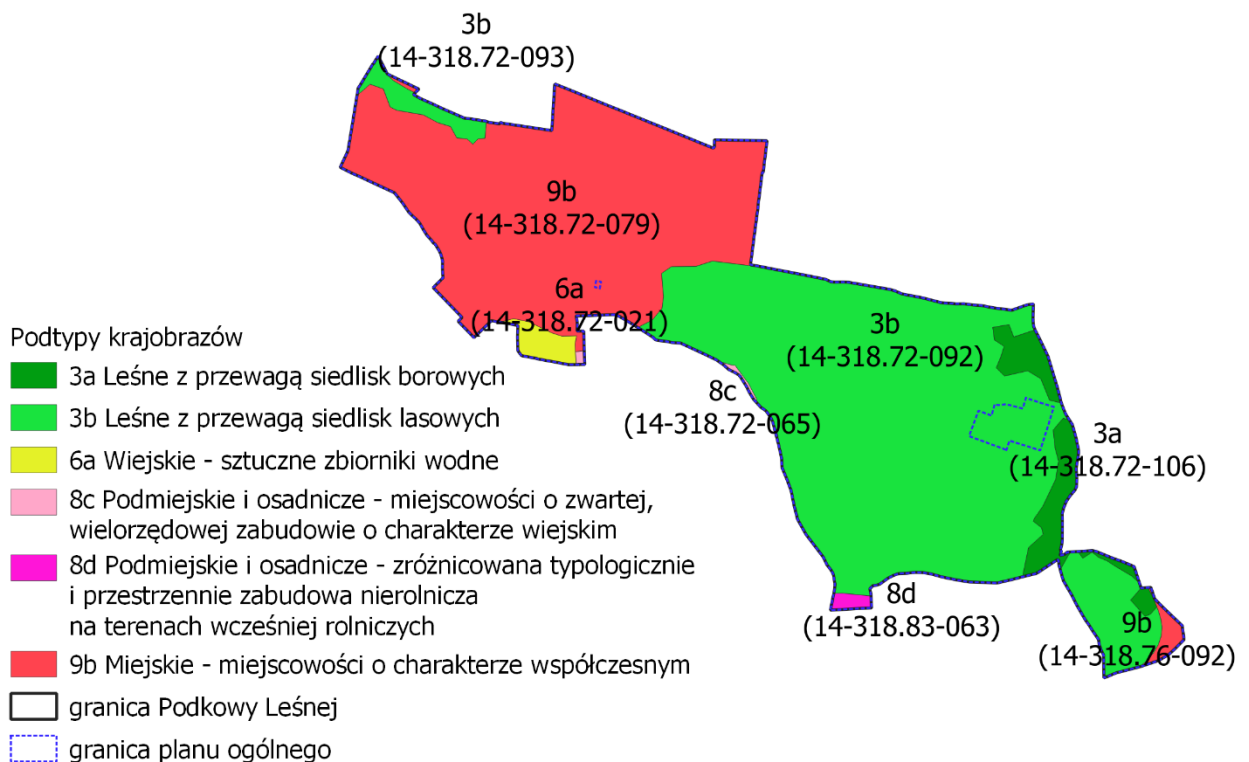 3b
(14-318.72-093)
9b
(14-318.72-079)
6a
(14-318.72-021)
3b
(14-318.72-092)
8c
(14-318.72-065)
3a
(14-318.72-106)
8d
(14-318.83-063)
9b
(14-318.76-092)
Podtypy krajobrazów
3a Leśne z przewagą siedlisk borowych
3b Leśne z przewagą siedlisk lasowych
6a Wiejskie - sztuczne zbiorniki wodne
8c Podmiejskie i osadnicze - miejscowości o zwartej,
wielorzędowej zabudowie o charakterze wiejskim
8d Podmiejskie i osadnicze - zróżnicowana typologicznie
i przestrzennie zabudowa nierolnicza
na terenach wcześniej rolniczych
9b Miejskie - miejscowości o charakterze współczesnym
granica Podkowy Leśnej
granica planu ogólnego